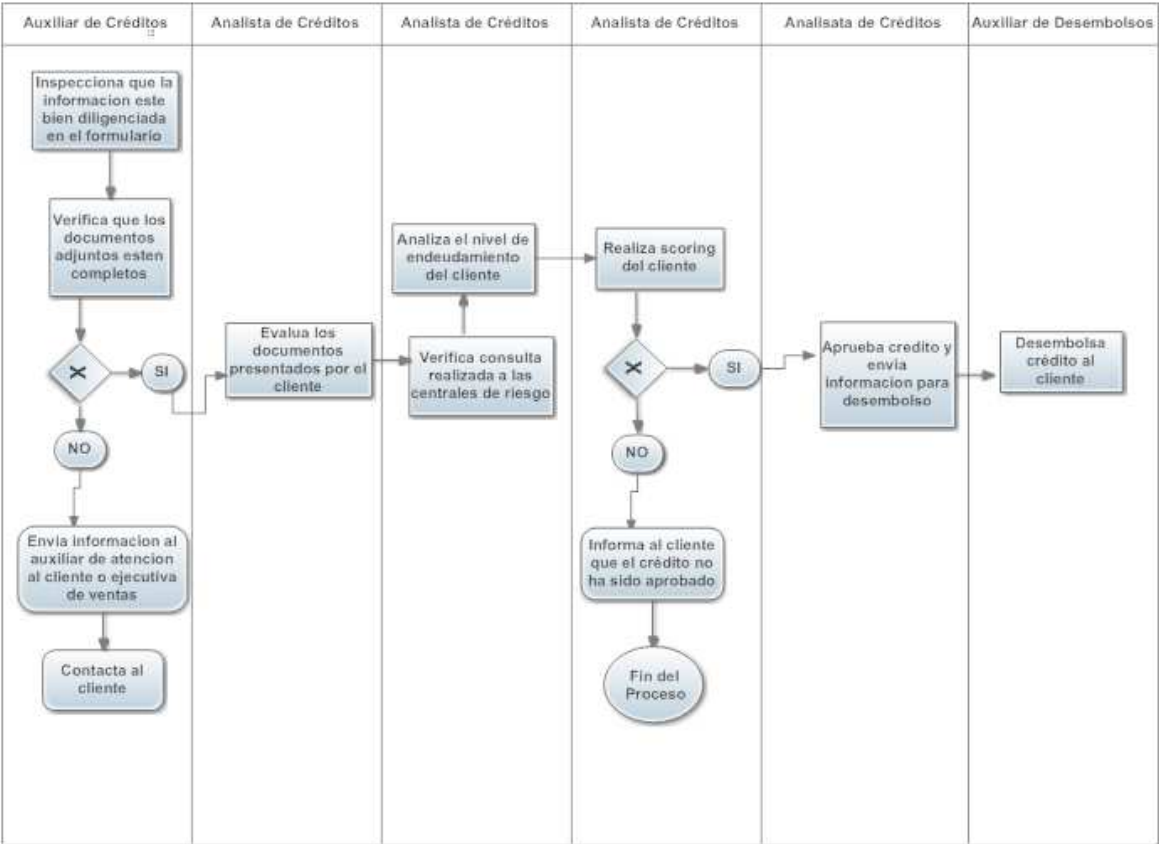 Auxiliar de Créditos
Analista de Créditos
Analista de Créditos
Analista de Créditos
Analisata de Créditos
Auxiliar de Desembolsos
Inspecciona que la
informacion este
bien diligenciada
en el formulario
Verifica que los
documentos
adjuntos esten
completos
X
SI
NO
Envia informacion al
auxiliar de atencion
al cliente o ejecutiva
de ventas
Contacta al
cliente
Evalua los
documentos
presentados por el
cliente
Analiza el nivel de
endeudamiento
del cliente
Verifica consulta
realizada a las
centrales de riesgo
Realiza scoring
del cliente
X
SI
NO
Informa al cliente
que el crédito no
ha sido aprobado
Fin del
Proceso
Aprueba credito y
envia
informacion para
desembolso
Desembolsa
crédito al
cliente